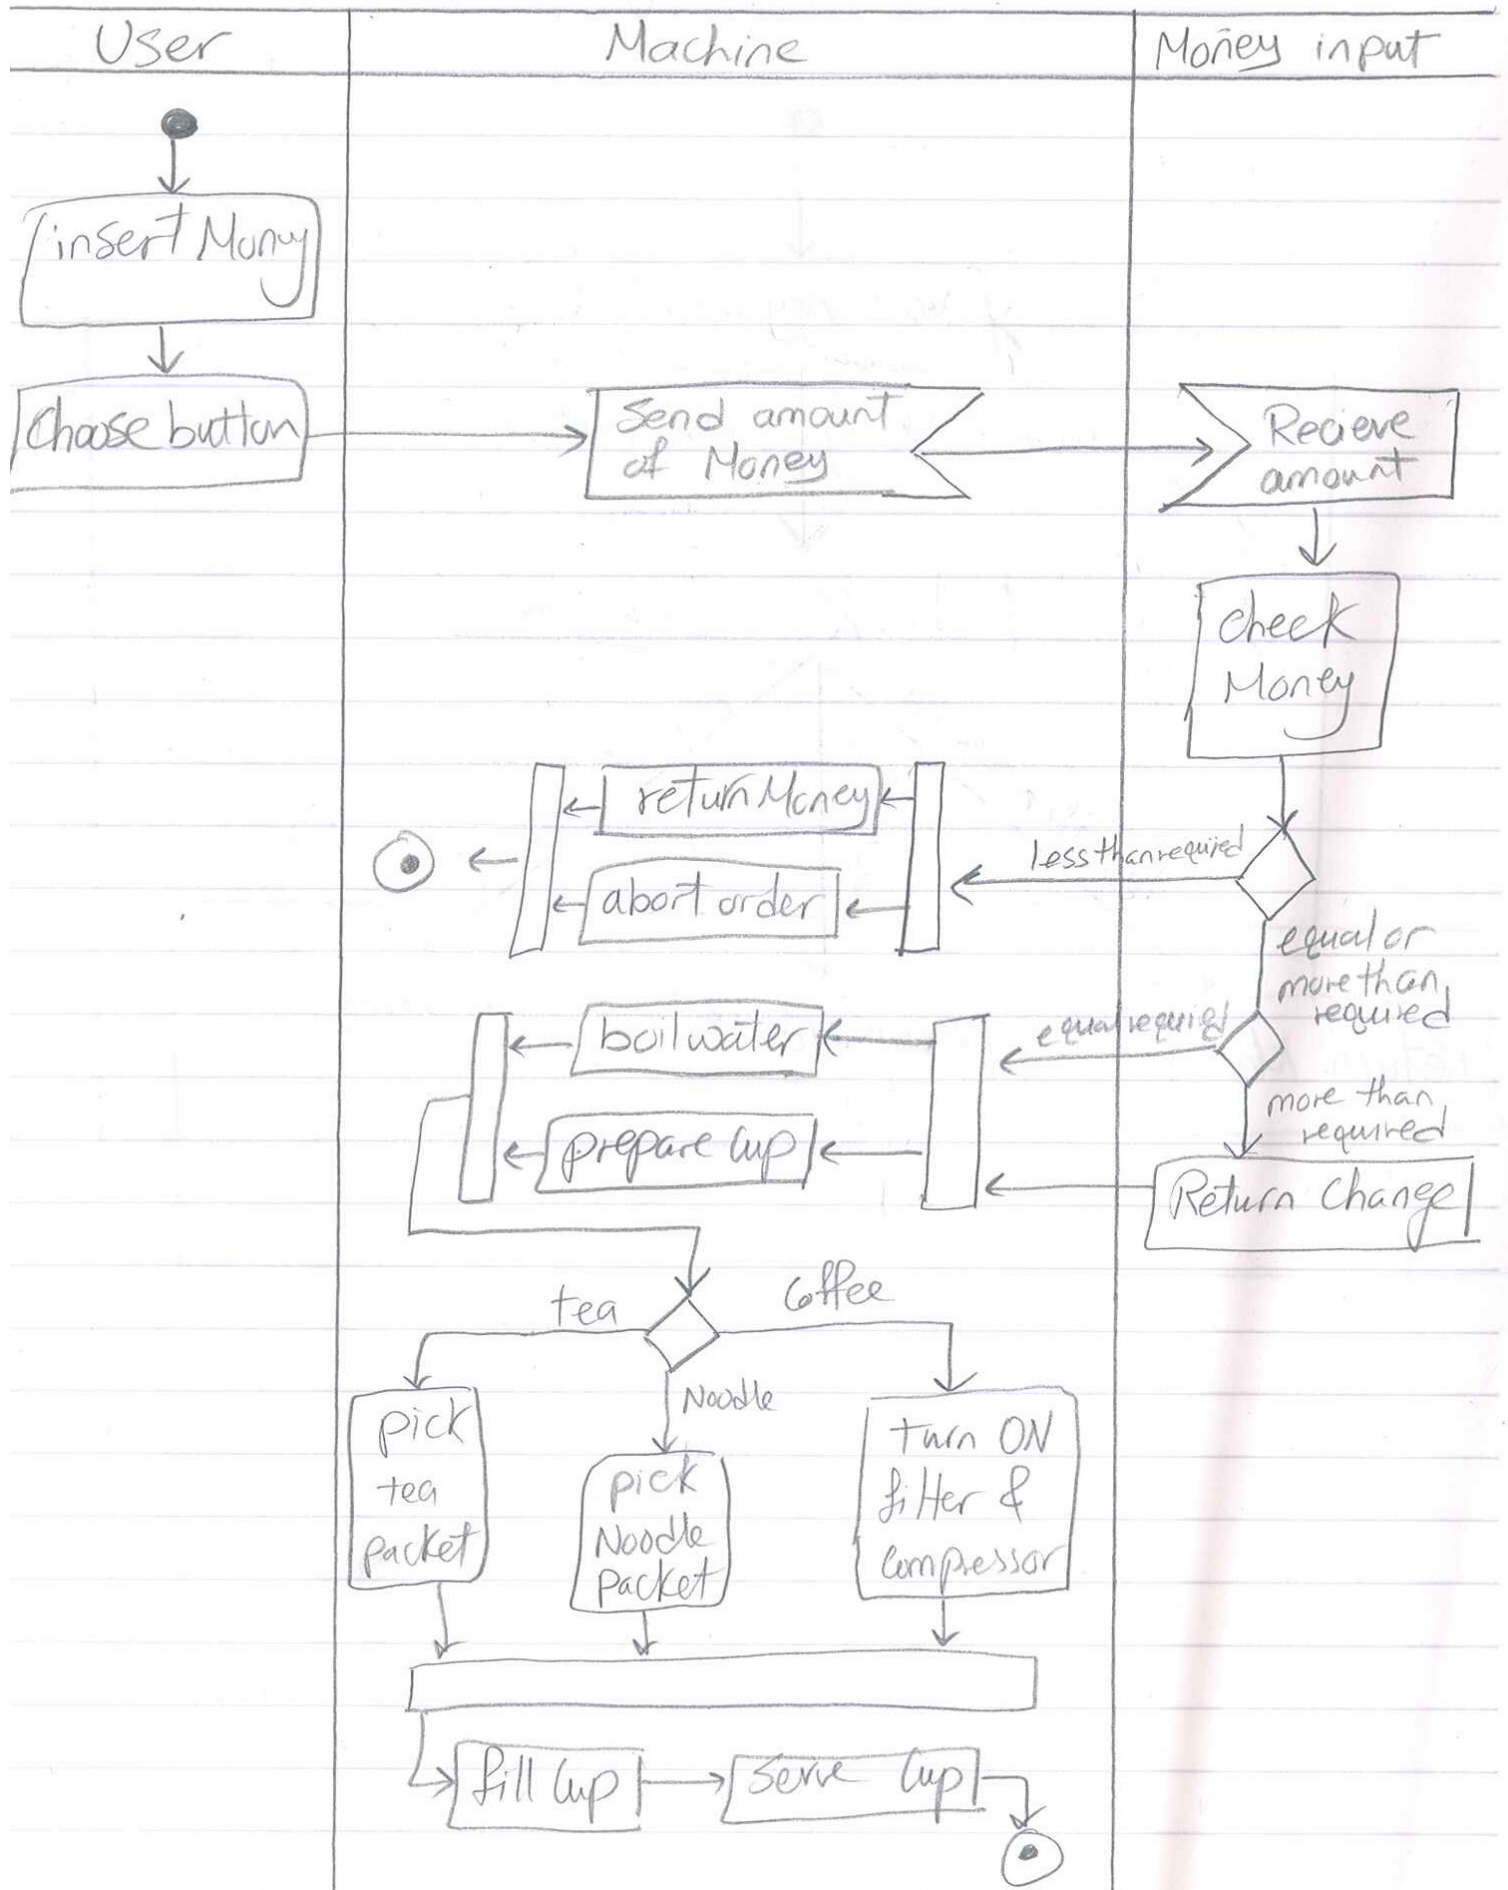 User
Machine
Money input
insert Money
Choose button
Send amount
of Money
Recieve
amount
check
Money
return Money
less than required
abort order
equal or
more than
required
boil water
equal required
more than
required
prepare Cup
Return Change
tea
Coffee
Noodle
pick
tea
packet
pick
Noodle
Packet
turn ON
filter &
Compressor
fill Cup
Serve Cup